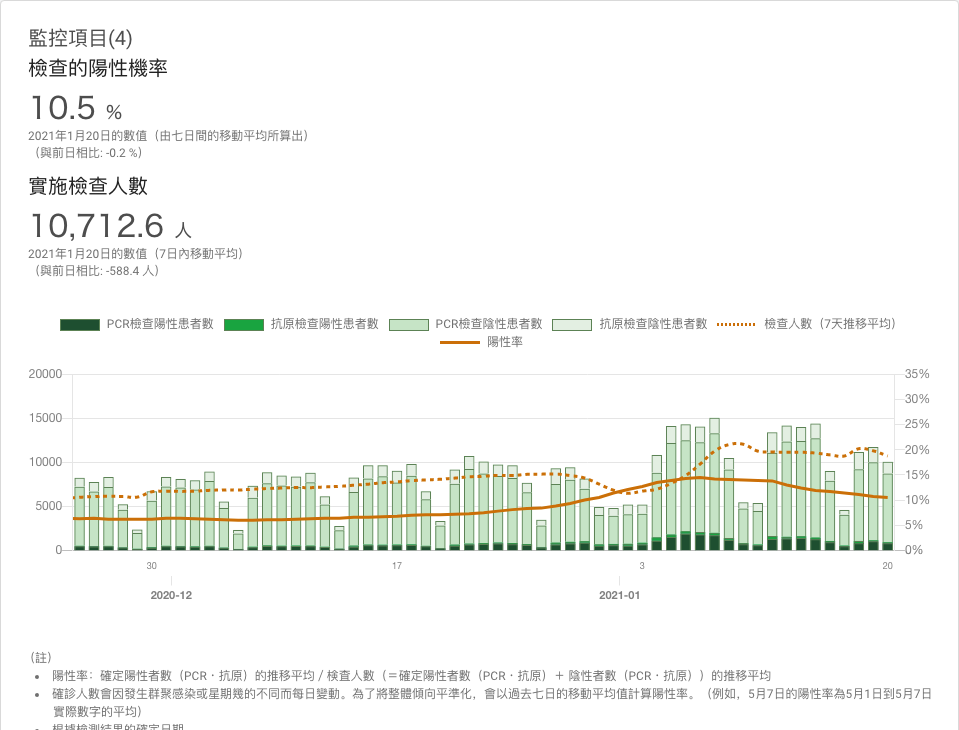 監控項目(4)
檢查的陽性機率
10.5 %
2021年1月20日的數值（由七日間的移動平均所算出）
（與前日相比: -0.2 %）
實施檢查人數
10,712.6 人
2021年1月20日的數值（7日內移動平均）
（與前日相比: -588.4 人）
PCR檢查陽性患者數 抗原檢查陽性患者數 PCR檢查陰性患者數 抗原檢查陰性患者數 檢查人數（7天推移平均）
陽性率
20000 35%
30%
15000 25%
20%
10000 15%
10%
5000 5%
0 0%
30 17 3 20
2020-12 2021-01
（註）
• 陽性率：確定陽性者數（PCR・抗原）的推移平均 / 検査人數（＝確定陽性者數（PCR・抗原）＋ 陰性者數（PCR・抗原））的推移平均
• 確診人數會因發生群聚感染或星期幾的不同而每日變動。為了將整體傾向平準化，會以過去七日的移動平均值計算陽性率。（例如，5月7日的陽性率為5月1日到5月7日
實際數字的平均）
• 根據檢測結果的確定日期